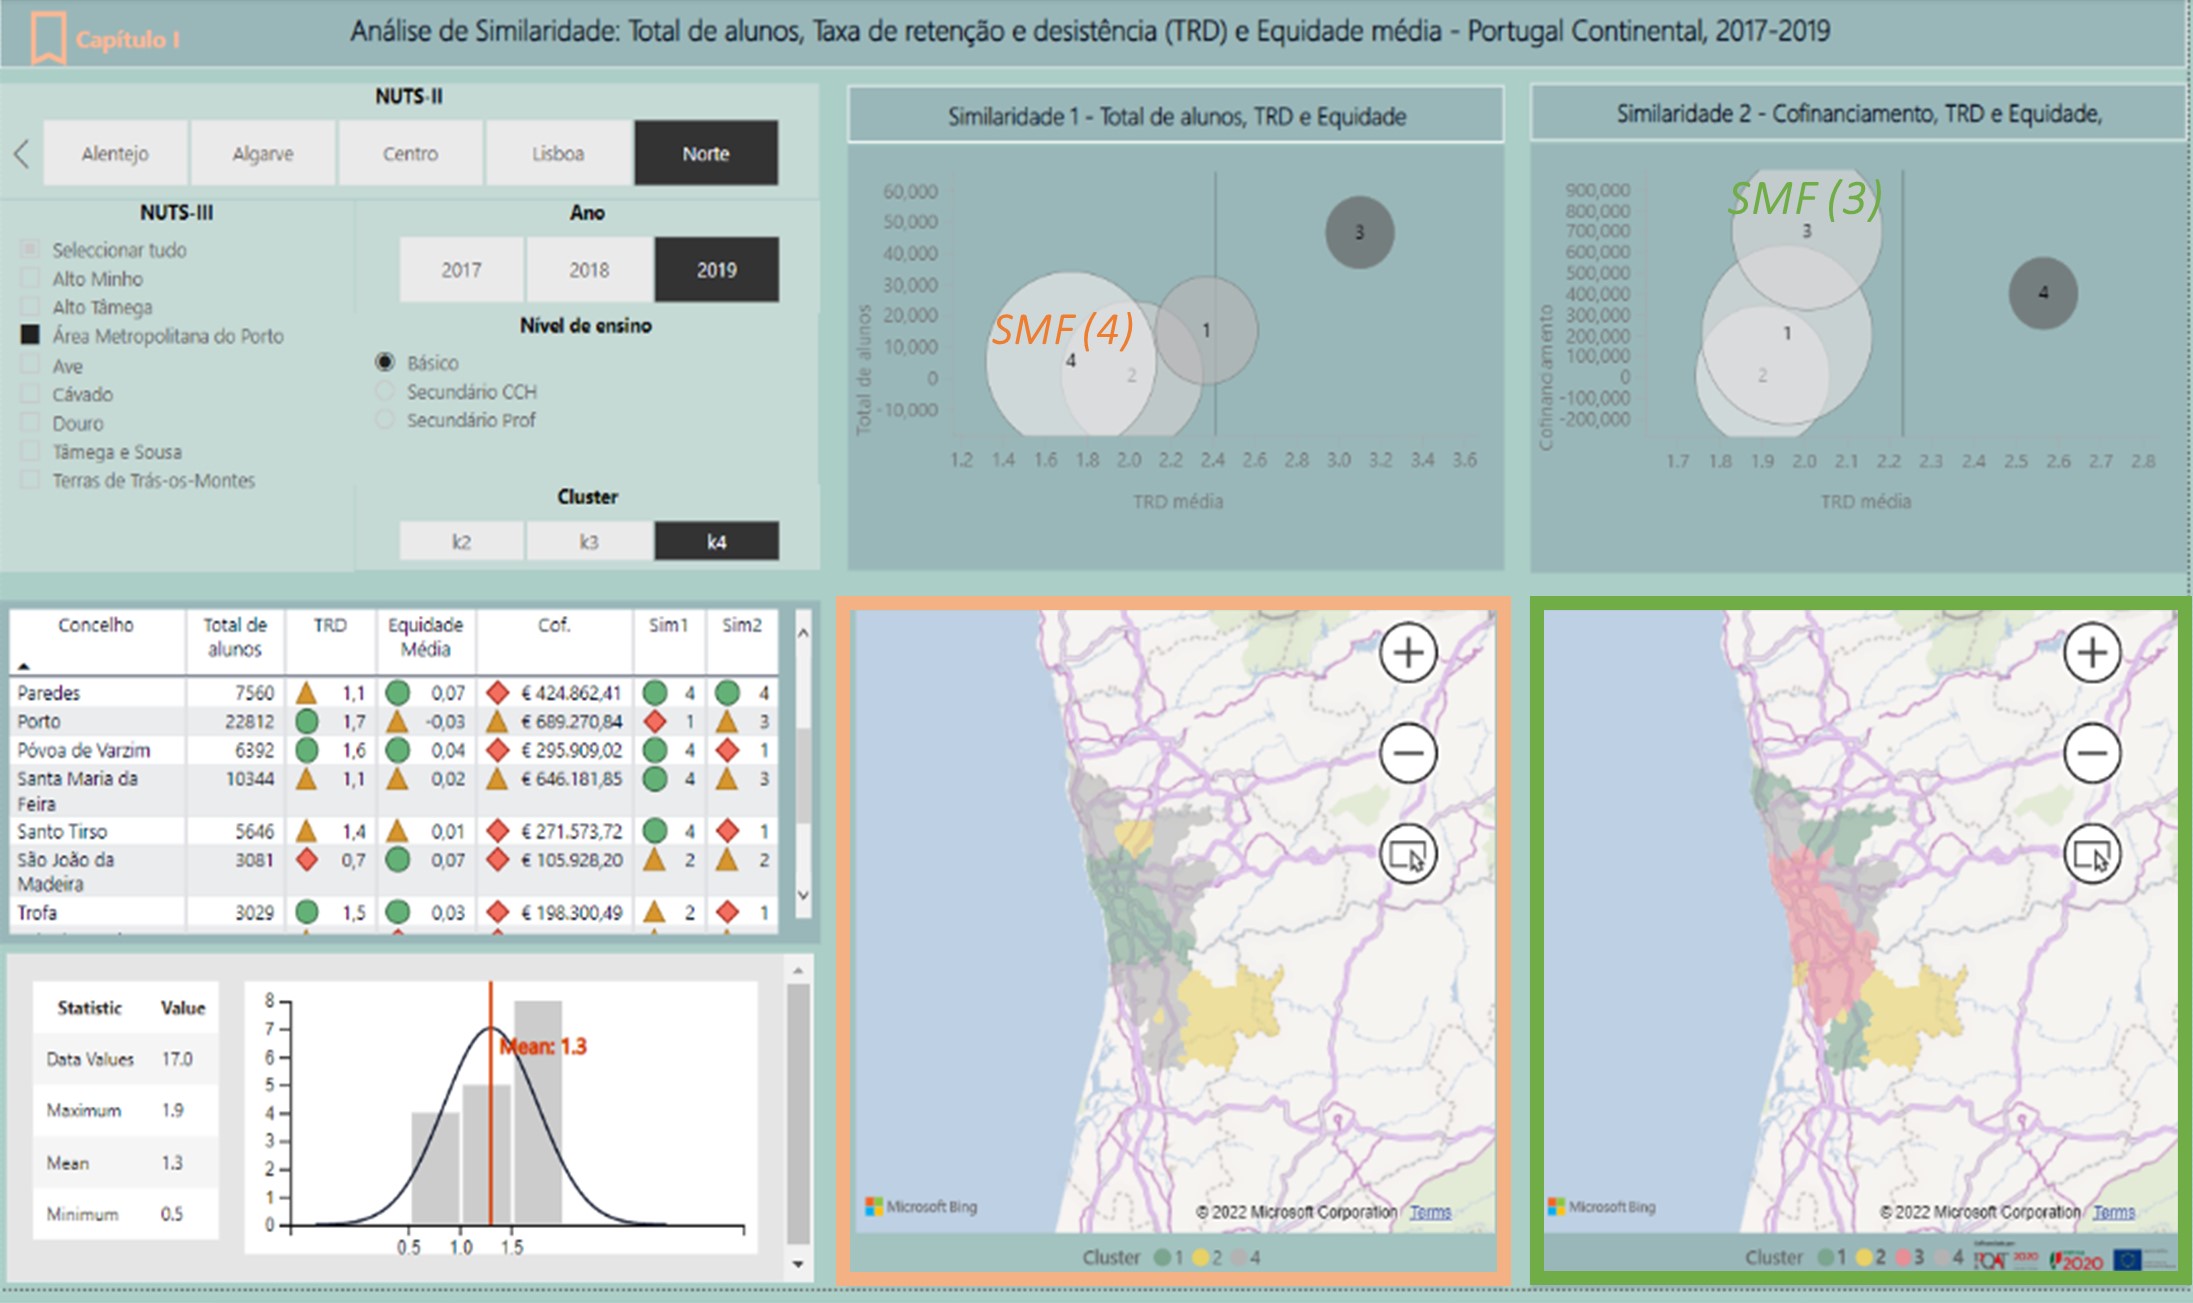 Capítulo I
Análise de Similaridade: Total de alunos, Taxa de retenção e desistência (TRD) e Equidade média - Portugal Continental, 2017-2019
NUTS-II
Alentejo
Algarve
Centro
Lisboa
Norte
NUTS-III
Seleccionar tudo
Alto Minho
Alto Tâmega
Área Metropolitana do Porto
Ave
Cávado
Douro
Tâmega e Sousa
Terras de Trás-os-Montes
Ano
2017
2018
2019
Nível de ensino
Básico
Secundário CCH
Secundário Prof
Cluster
k2
k3
k4
Similaridade 1 - Total de alunos, TRD e Equidade
Total de alunos
60,000
50,000
40,000
30,000
20,000
10,000
0
-10,000
SMF (4)
4
2
1
3
1.2 1.4 1.6 1.8 2.0 2.2 2.4 2.6 2.8 3.0 3.2 3.4 3.6
TRD média
Similaridade 2 - Cofinanciamento, TRD e Equidade,
Cofinanciamento
900,000
800,000
700,000
600,000
500,000
400,000
300,000
200,000
100,000
0
-100,000
-200,000
SMF (3)
3
1
2
4
1.7 1.8 1.9 2.0 2.1 2.2 2.3 2.4 2.5 2.6 2.7 2.8
TRD média
Concelho Total de alunos TRD Equidade Média Cof. Sim1 Sim2
Paredes 7560 1,1 0,07 € 424.862,41 4 4
Porto 22812 1,7 -0,03 € 689.270,84 1 3
Póvoa de Varzim 6392 1,6 0,04 € 295.909,02 4 1
Santa Maria da Feira 10344 1,1 0,02 € 646.181,85 4 3
Santo Tirso 5646 1,4 0,01 € 271.573,72 4 1
São João da Madeira 3081 0,7 0,07 € 105.928,20 2 2
Trofa 3029 1,5 0,03 € 198.300,49 2 1
Statistic Value
Data Values 17.0
Maximum 1.9
Mean 1.3
Minimum 0.5
8
7
6
5
4
3
2
1
0
Mean: 1.3
0.5 1.0 1.5
Microsoft Bing
© 2022 Microsoft Corporation Terms
Cluster 1 2 4
Microsoft Bing
© 2022 Microsoft Corporation Terms
Cluster 1 2 3 4
2020
2020